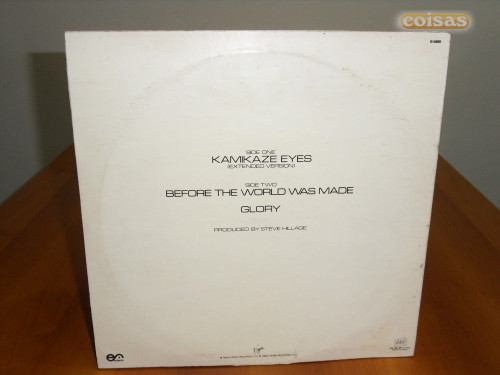 coisas
SIDE ONE
KAMIKAZE EYES
(EXTENDED VERSION)
SIDE TWO
BEFORE THE WORLD WAS MADE
GLORY
PRODUCED BY STEVE HILLAGE
Virgin